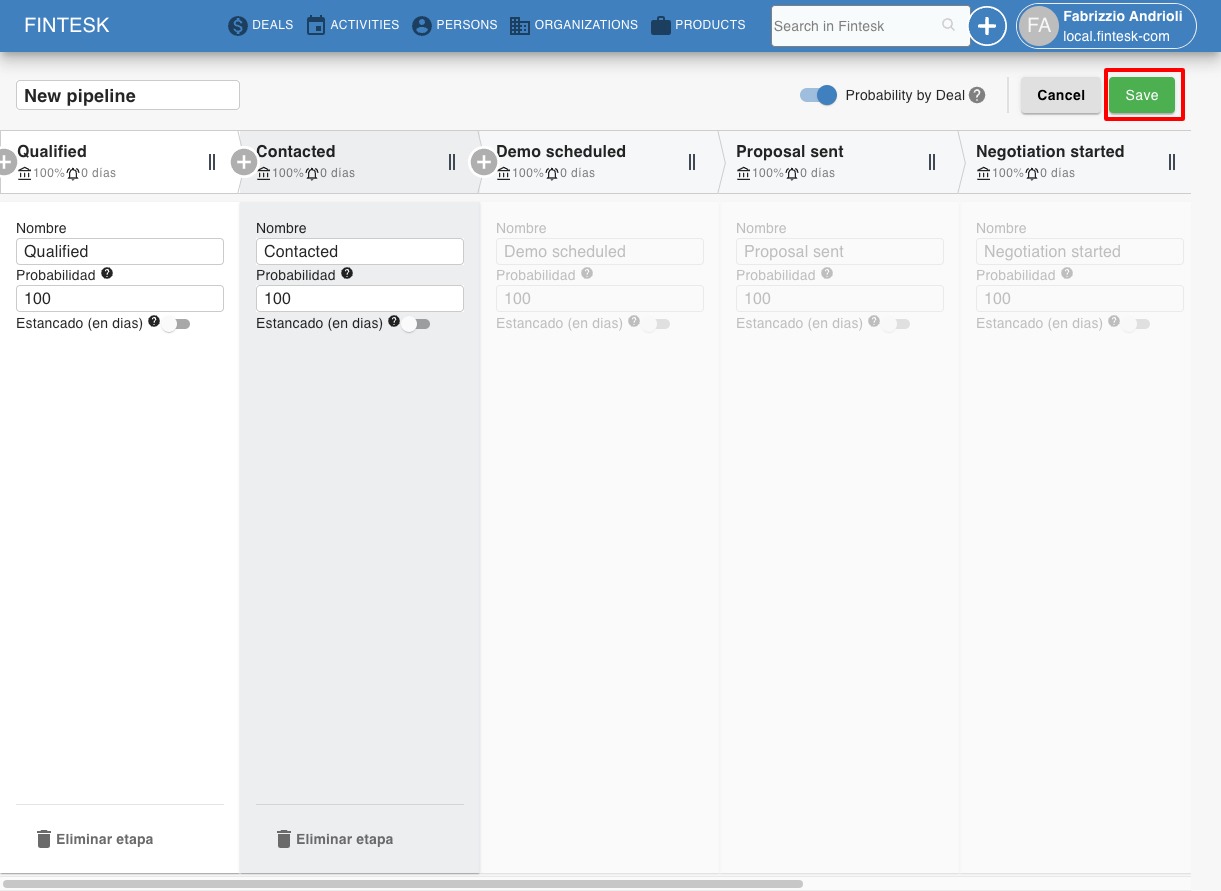 FINTESK
DEALS
ACTIVITIES
PERSONS
ORGANIZATIONS
PRODUCTS
Search in Fintesk
FA
Fabrizzio Andrioli
local.fintesk-com
New pipeline
Probability by Deal ?
Cancel
Save
Qualified
100% 0 dias
Contacted
100% 0 dias
Demo scheduled
100% 0 dias
Proposal sent
100% 0 dias
Negotiation started
100% 0 dias
Nombre
Qualified
Probabilidad ?
100
Estancado (en dias) ?
Eliminar etapa
Nombre
Contacted
Probabilidad ?
100
Estancado (en dias) ?
Eliminar etapa
Nombre
Demo scheduled
Probabilidad ?
100
Estancado (en dias) ?
Nombre
Proposal sent
Probabilidad ?
100
Estancado (en dias) ?
Nombre
Negotiation started
Probabilidad ?
100
Estancado (en dias) ?